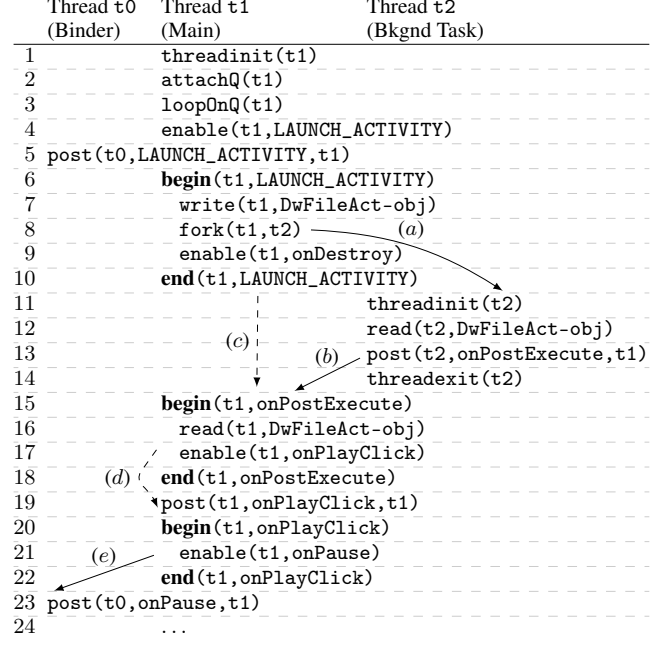 Thread t0 Thread t1 Thread t2
(Binder) (Main) (Bkgnd Task)
1 threadinit(t1)
2 attachQ(t1)
3 loopOnQ(t1)
4 enable(t1,LAUNCH_ACTIVITY)
5 post(t0,LAUNCH_ACTIVITY,t1)
6 begin(t1,LAUNCH_ACTIVITY)
7 write(t1,DwFileAct-obj)
8 fork(t1,t2) (a)
9 enable(t1,onDestroy)
10 end(t1,LAUNCH_ACTIVITY)
11 threadinit(t2)
12 read(t2,DwFileAct-obj)
(c)
13 (b) post(t2,onPostExecute,t1)
14 threadexit(t2)
15 begin(t1,onPostExecute)
16 read(t1,DwFileAct-obj)
17 enable(t1,onPlayClick)
18 (d) end(t1,onPostExecute)
19 post(t1,onPlayClick,t1)
20 begin(t1,onPlayClick)
21 (e) enable(t1,onPause)
22 end(t1,onPlayClick)
23 post(t0,onPause,t1)
24 ...